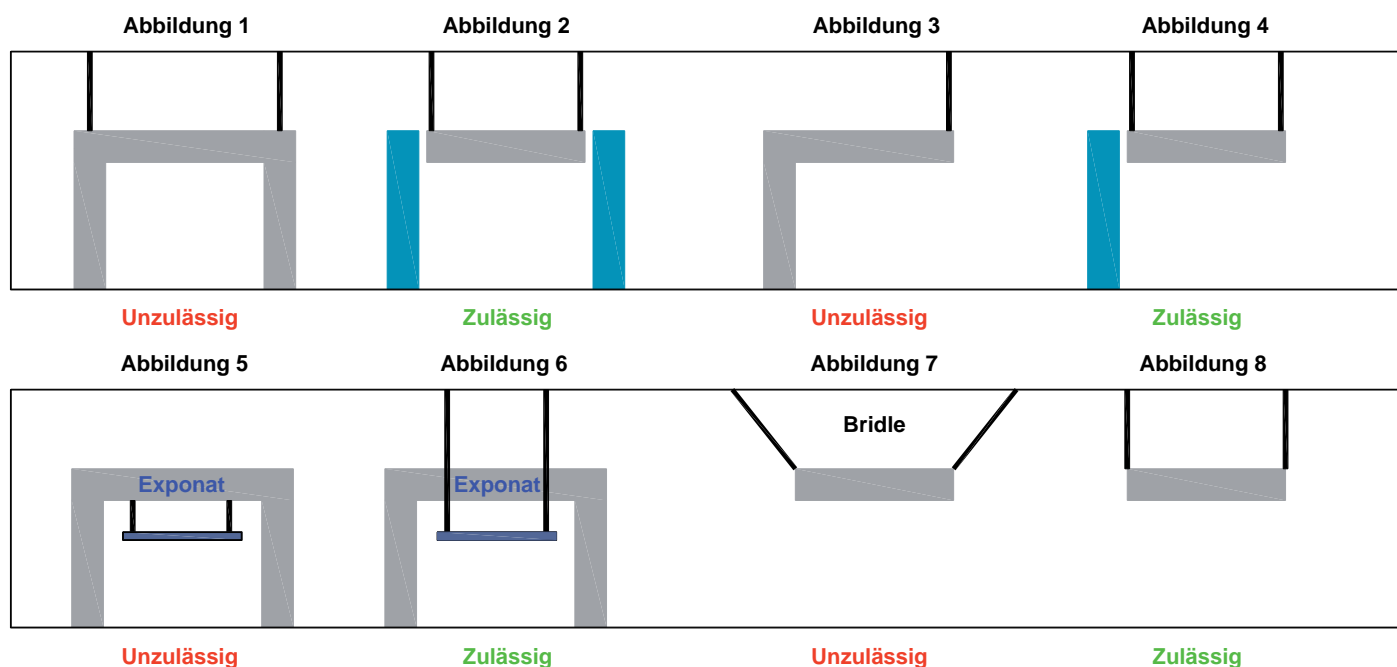 Abbildung 1 Abbildung 2 Abbildung 3 Abbildung 4
Unzulässig Zulässig Unzulässig Zulässig
Abbildung 5 Abbildung 6 Abbildung 7 Abbildung 8
Bridle
Exponat Exponat
Unzulässig Zulässig Unzulässig Zulässig